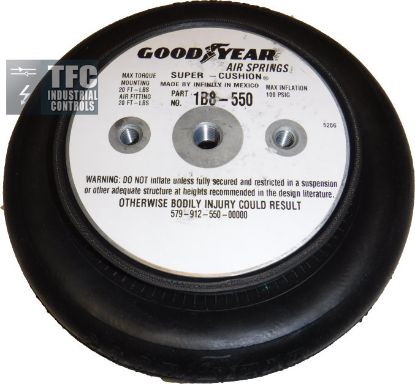 GOODYEAR
AIR SPRINGS
SUPER-CUSHION®
MADE BY INFINITY IN MEXICO
MAX TORQUE
MOUNTING
20 FT-LBS
AIR FITTING
20 FT-LBS
PART NO. 1B8-550
MAX INFLATION
100 PSIG
5206
WARNING: DO NOT inflate unless fully secured and restricted in a suspension
or other adequate structure at heights recommended in the design literature.
OTHERWISE BODILY INJURY COULD RESULT
579-912-550-00000
TFC
INDUSTRIAL
CONTROLS